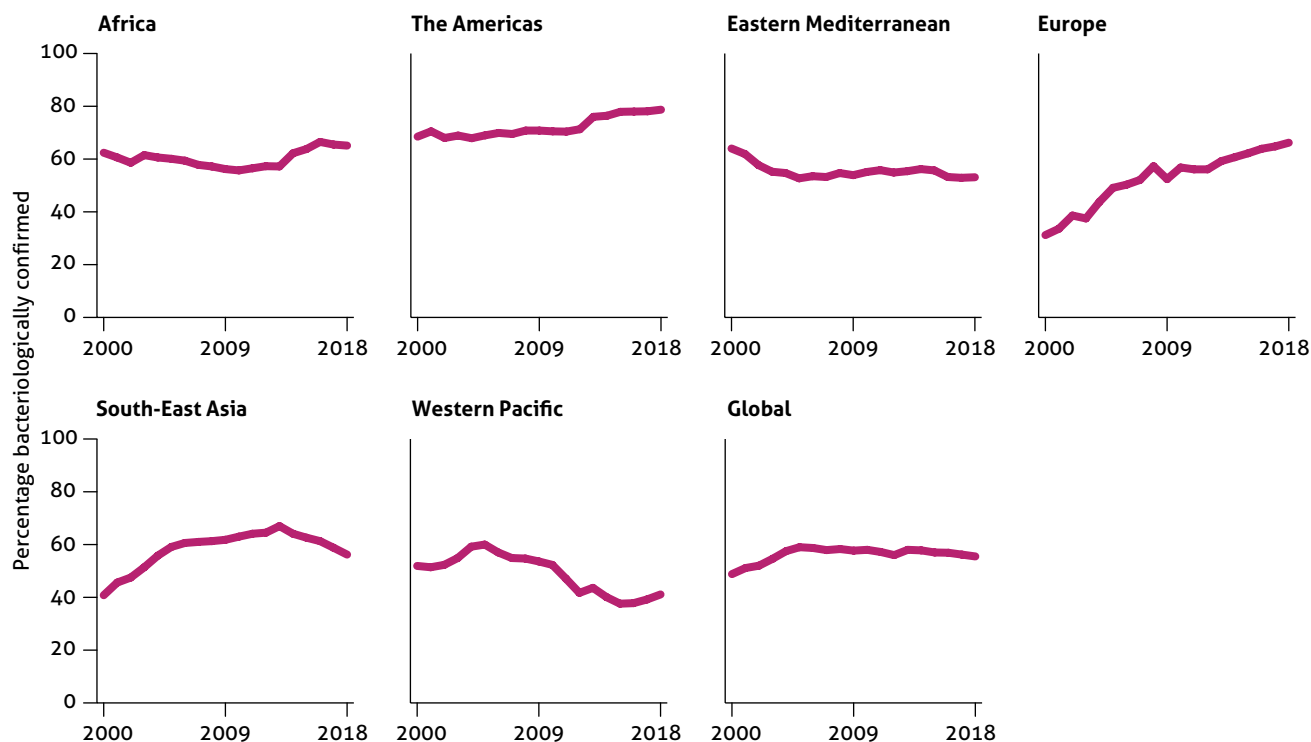 Africa
The Americas
Eastern Mediterranean
Europe
Percentage bacteriologically confirmed
100
80
60
40
20
0
2000 2009 2018
2000 2009 2018
2000 2009 2018
2000 2009 2018
South-East Asia
Western Pacific
Global
100
80
60
40
20
0
2000 2009 2018
2000 2009 2018
2000 2009 2018